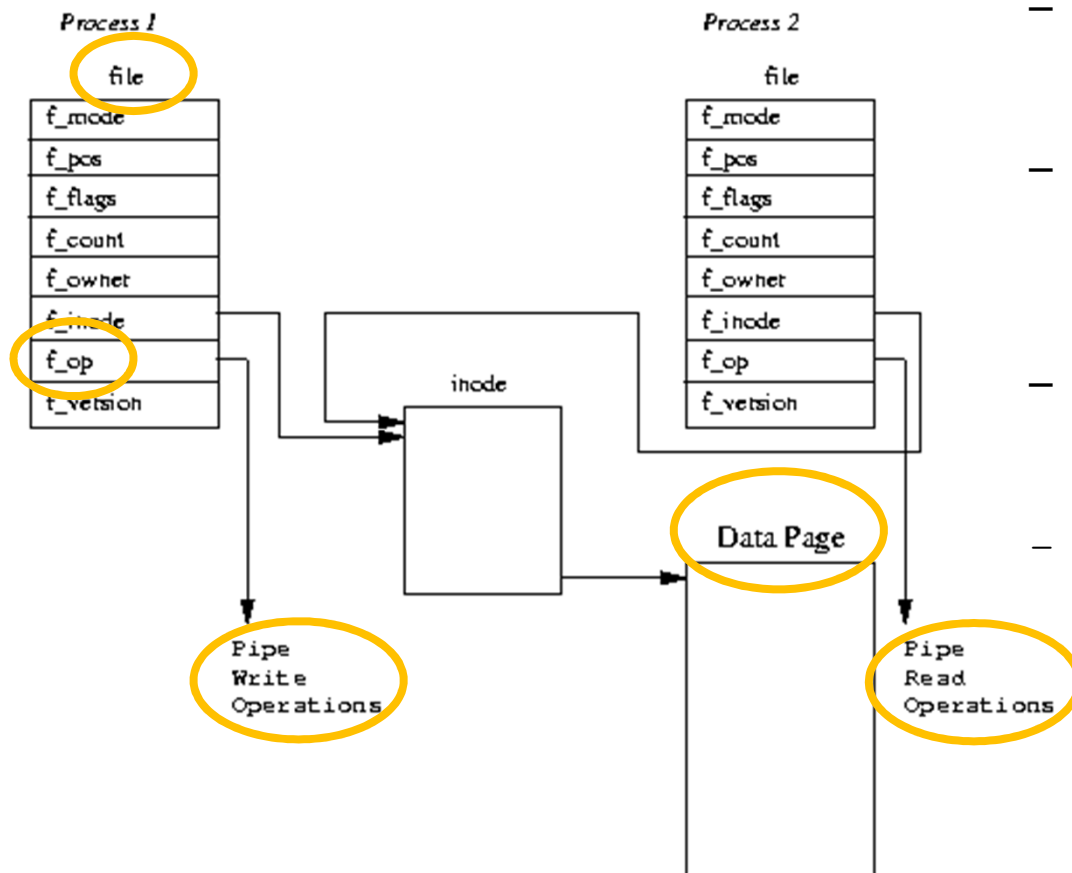 Process 1
file
f_mode
f_pos
f_flags
f_count
f_owner
f_inode
f_op
f_version
Process 2
file
f_mode
f_pos
f_flags
f_count
f_owner
f_inode
f_op
f_version
inode
Data Page
Pipe
Write
Operations
Pipe
Read
Operations